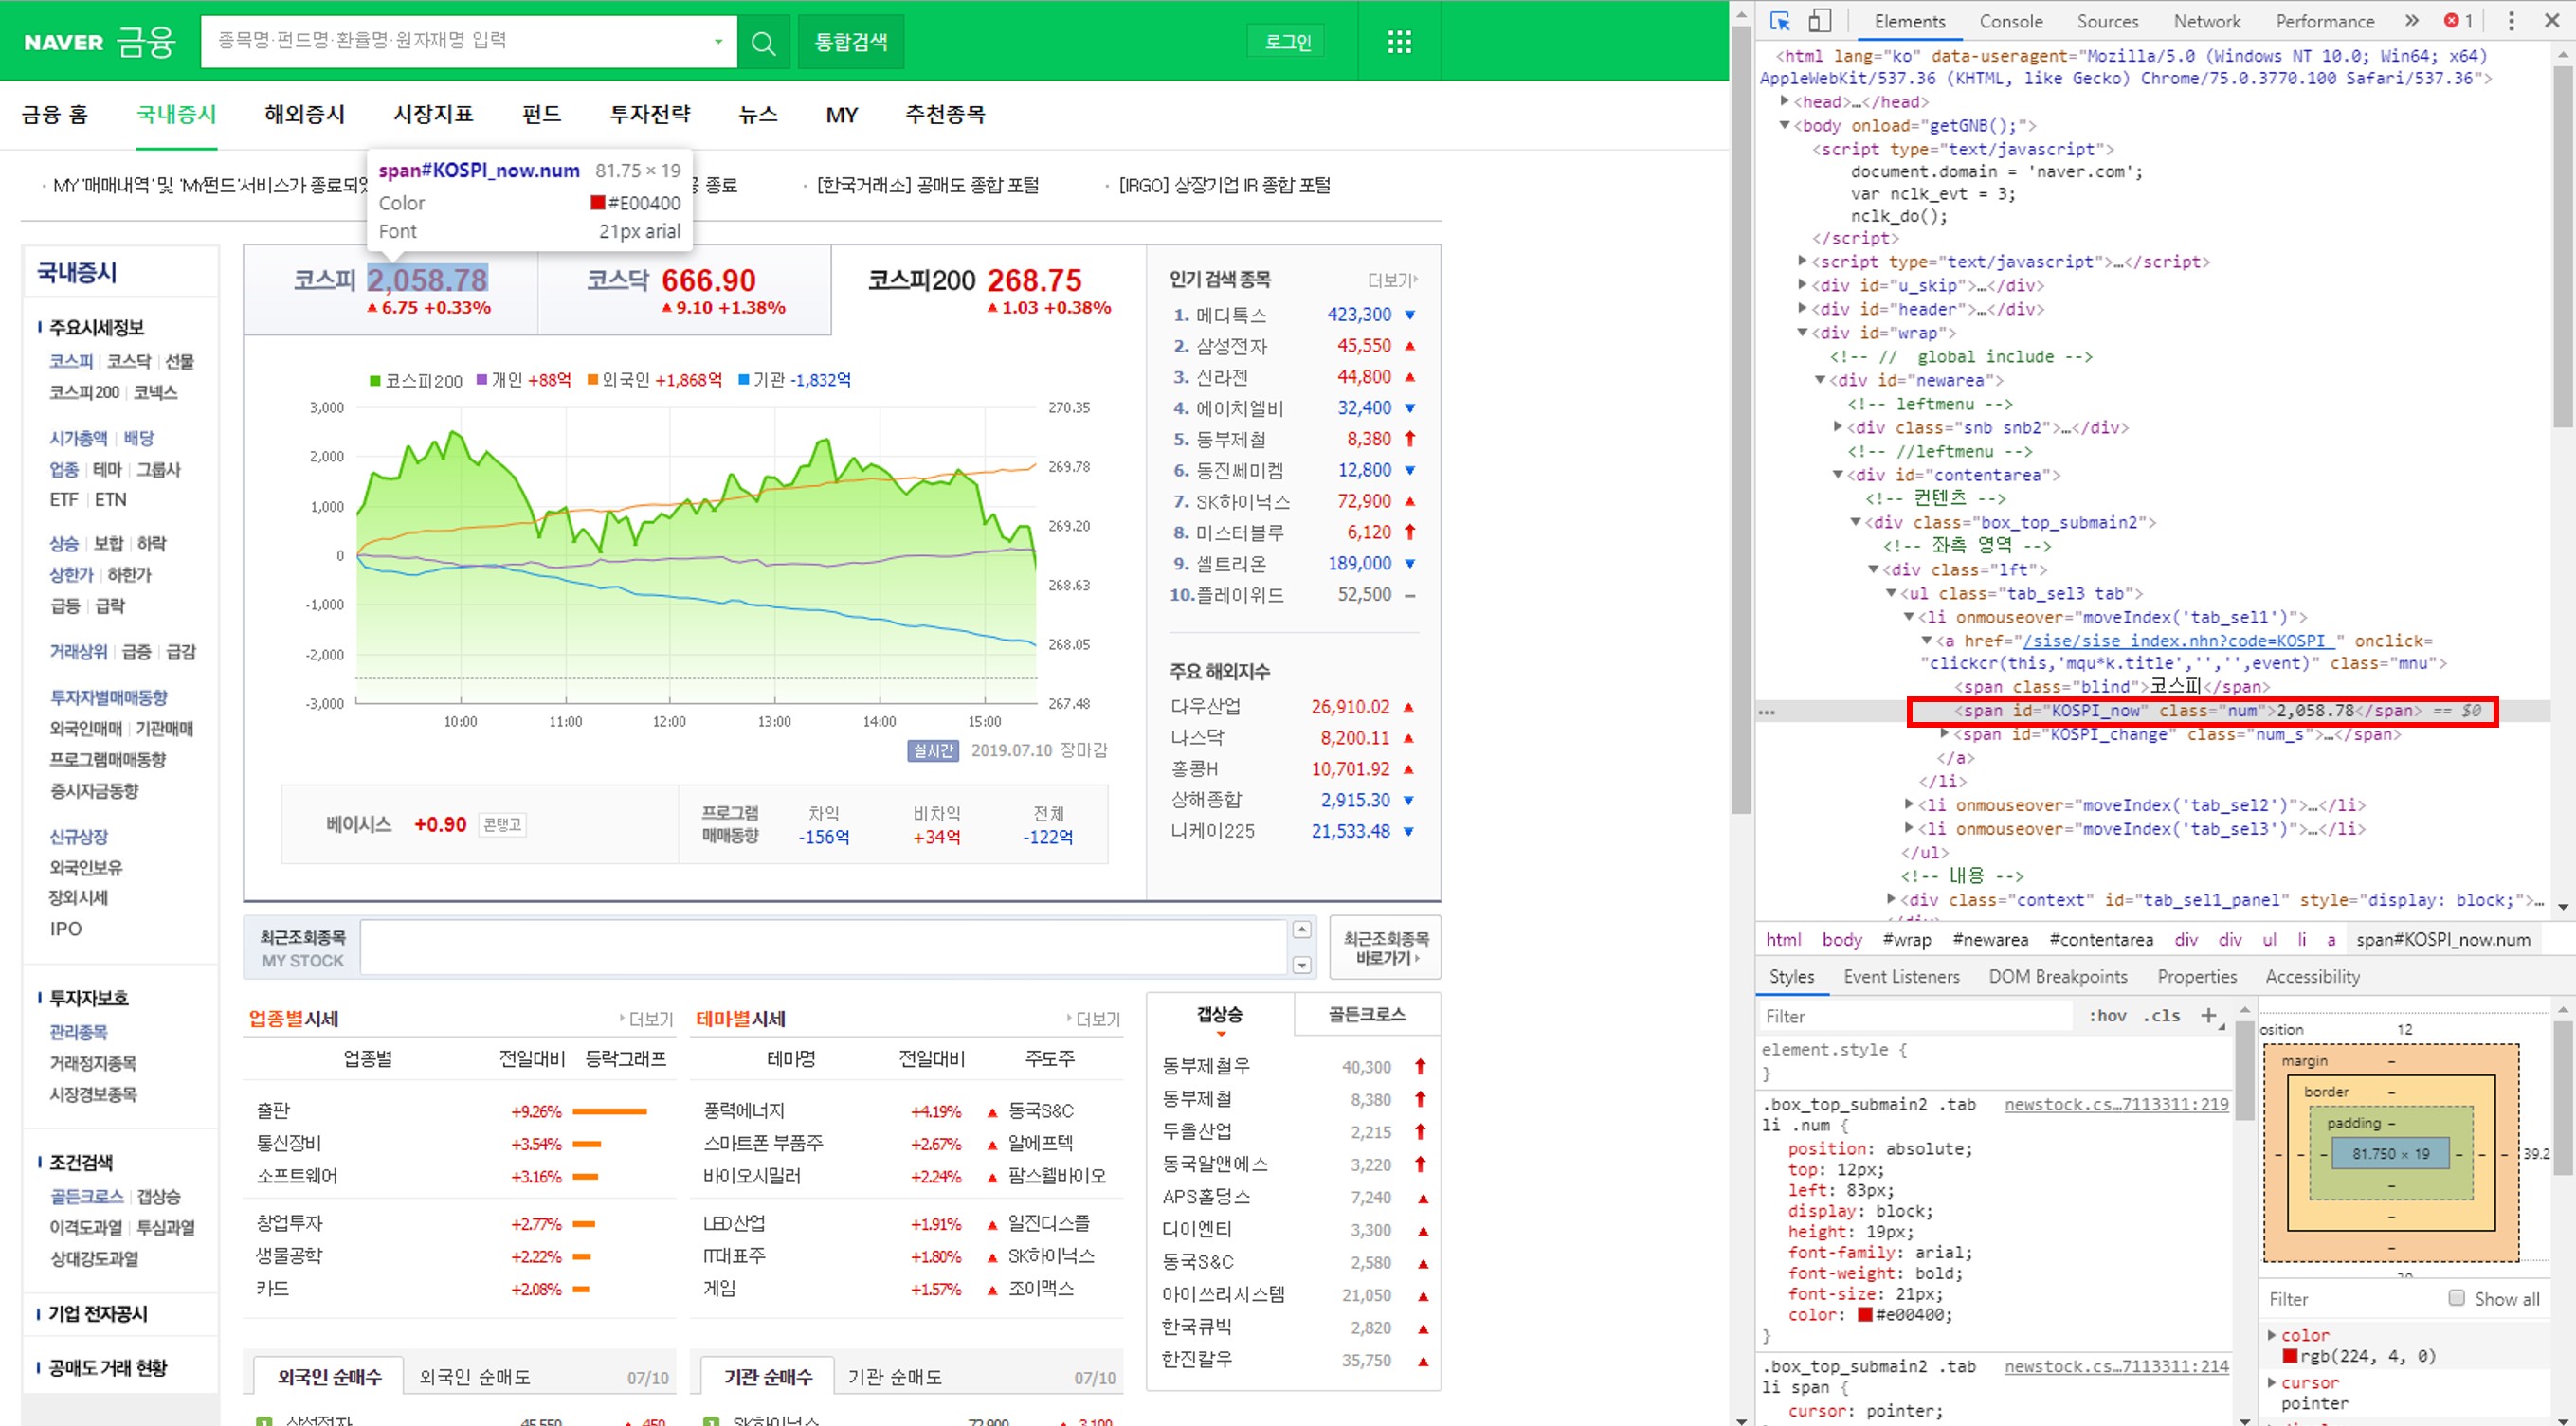 NAVER 금융
종목명·펀드명·환율명·원자재명 입력
통합검색
로그인
금융 홈 국내증시 해외증시 시장지표 펀드 투자전략 뉴스 MY 추천종목
· MY '매매내역' 및 'MY펀드' 서비스가 종료되었 종료 · [한국거래소] 공매도 종합 포털 · [IRGO] 상장기업 IR 종합 포털
span#KOSPI_now.num 81.75 × 19
Color #E00400
Font 21px arial
국내증시
주요시세정보
코스피 | 코스닥 | 선물
코스피200 | 코넥스
시가총액 | 배당
업종 | 테마 | 그룹사
ETF | ETN
상승 | 보합 | 하락
상한가 | 하한가
급등 | 급락
거래상위 | 급증 | 급감
투자자별매매동향
외국인매매 | 기관매매
프로그램매매동향
증시자금동향
신규상장
외국인보유
장외시세
IPO
투자자보호
관리종목
거래정지종목
시장경보종목
조건검색
골든크로스 | 갭상승
이격도과열 | 투심과열
상대강도과열
기업 전자공시
공매도 거래 현황
코스피 2,058.78
▲6.75 +0.33%
코스닥 666.90
▲9.10 +1.38%
코스피200 268.75
▲1.03 +0.38%
코스피200 개인 +88억 외국인 +1,868억 기관 -1,832억
3,000 270.35
2,000 269.78
1,000 269.20
0 268.63
-1,000 268.05
-2,000
-3,000 267.48
10:00 11:00 12:00 13:00 14:00 15:00
실시간 2019.07.10 장마감
베이시스 +0.90 콘탱고
프로그램 매매동향
차익 비차익 전체
-156억 +34억 -122억
인기 검색 종목 더보기
1. 메디톡스 423,300 ▼
2. 삼성전자 45,550 ▲
3. 신라젠 44,800 ▲
4. 에이치엘비 32,400 ▼
5. 동부제철 8,380 ↑
6. 동진쎄미켐 12,800 ▼
7. SK하이닉스 72,900 ▲
8. 미스터블루 6,120 ↑
9. 셀트리온 189,000 ▼
10. 플레이위드 52,500 –
주요 해외지수
다우산업 26,910.02 ▲
나스닥 8,200.11 ▲
홍콩H 10,701.92 ▲
상해종합 2,915.30 ▼
니케이225 21,533.48 ▼
최근조회종목
MY STOCK
최근조회종목
바로가기
업종별시세 더보기
업종별 전일대비 등락그래프
출판 +9.26%
통신장비 +3.54%
소프트웨어 +3.16%
창업투자 +2.77%
생물공학 +2.22%
카드 +2.08%
테마별시세 더보기
테마명 전일대비 주도주
풍력에너지 +4.19% ▲ 동국S&C
스마트폰 부품주 +2.67% ▲ 알에프텍
바이오시밀러 +2.24% ▲ 팜스웰바이오
LED산업 +1.91% ▲ 일진디스플
IT대표주 +1.80% ▲ SK하이닉스
게임 +1.57% ▲ 조이맥스
갭상승 골든크로스
동부제철우 40,300 ↑
동부제철 8,380 ↑
두올산업 2,215 ↑
동국알앤에스 3,220 ↑
APS홀딩스 7,240 ▲
디이엔티 3,300 ▲
동국S&C 2,580 ▲
아이쓰리시스템 21,050 ▲
한국큐빅 2,820 ▲
한진칼우 35,750 ▲
외국인 순매수 외국인 순매도 07/10
기관 순매수 기관 순매도 07/10
1 삼성전자 45,550 ▲ 450
1 SK하이닉스 72,900 ▲ 3,100
Elements Console Sources Network Performance » 1
<html lang="ko" data-useragent="Mozilla/5.0 (Windows NT 10.0; Win64; x64)
AppleWebKit/537.36 (KHTML, like Gecko) Chrome/75.0.3770.100 Safari/537.36">
<head>…</head>
<body onload="getGNB();">
<script type="text/javascript">
document.domain = 'naver.com';
var nclk_evt = 3;
nclk_do();
</script>
<script type="text/javascript">…</script>
<div id="u_skip">…</div>
<div id="header">…</div>
<div id="wrap">
<!-- // global include -->
<div id="newarea">
<!-- leftmenu -->
<div class="snb snb2">…</div>
<!-- //leftmenu -->
<div id="contentarea">
<!-- 컨텐츠 -->
<div class="box_top_submain2">
<!-- 좌측 영역 -->
<div class="lft">
<ul class="tab_sel3 tab">
<li onmouseover="moveIndex('tab_sel1')">
<a href="/sise/sise_index.nhn?code=KOSPI " onclick=
"clickcr(this,'mqu*k.title','','',event)" class="mnu">
<span class="blind">코스피</span>
<span id="KOSPI_now" class="num">2,058.78</span> == $0
<span id="KOSPI_change" class="num_s">…</span>
</a>
</li>
<li onmouseover="moveIndex('tab_sel2')">…</li>
<li onmouseover="moveIndex('tab_sel3')">…</li>
</ul>
<!-- 내용 -->
<div class="context" id="tab_sel1_panel" style="display: block;">…
html body #wrap #newarea #contentarea div div ul li a span#KOSPI_now.num
Styles Event Listeners DOM Breakpoints Properties Accessibility
Filter :hov .cls +
element.style {
}
.box_top_submain2 .tab newstock.cs…7113311:219
li .num {
position: absolute;
top: 12px;
left: 83px;
display: block;
height: 19px;
font-family: arial;
font-weight: bold;
font-size: 21px;
color: #e00400;
}
.box_top_submain2 .tab newstock.cs…7113311:214
li span {
cursor: pointer;
osition 12
margin –
border –
padding –
81.750 × 19
39.2
Filter Show all
color
rgb(224, 4, 0)
cursor
pointer